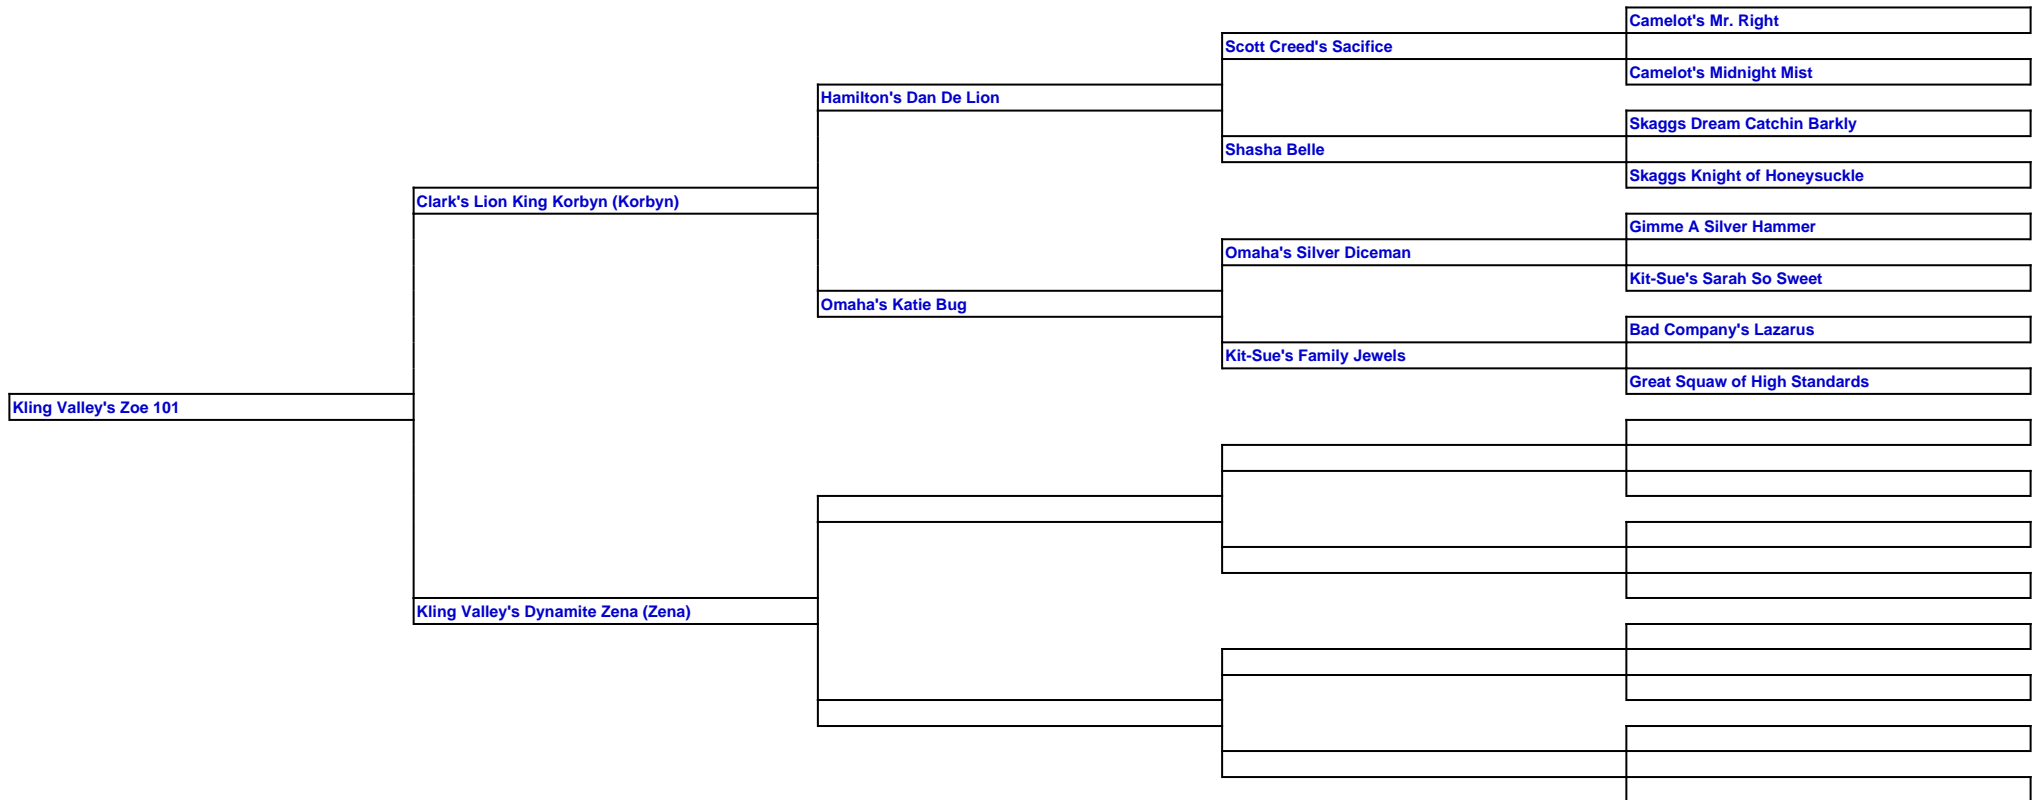 Camelot's Mr. Right
Scott Creed's Sacifice
Camelot's Midnight Mist
Hamilton's Dan De Lion
Skaggs Dream Catchin Barkly
Shasha Belle
Skaggs Knight of Honeysuckle
Clark's Lion King Korbyn (Korbyn)
Gimme A Silver Hammer
Omaha's Silver Diceman
Kit-Sue's Sarah So Sweet
Omaha's Katie Bug
Bad Company's Lazarus
Kit-Sue's Family Jewels
Great Squaw of High Standards
Kling Valley's Zoe 101
Kling Valley's Dynamite Zena (Zena)